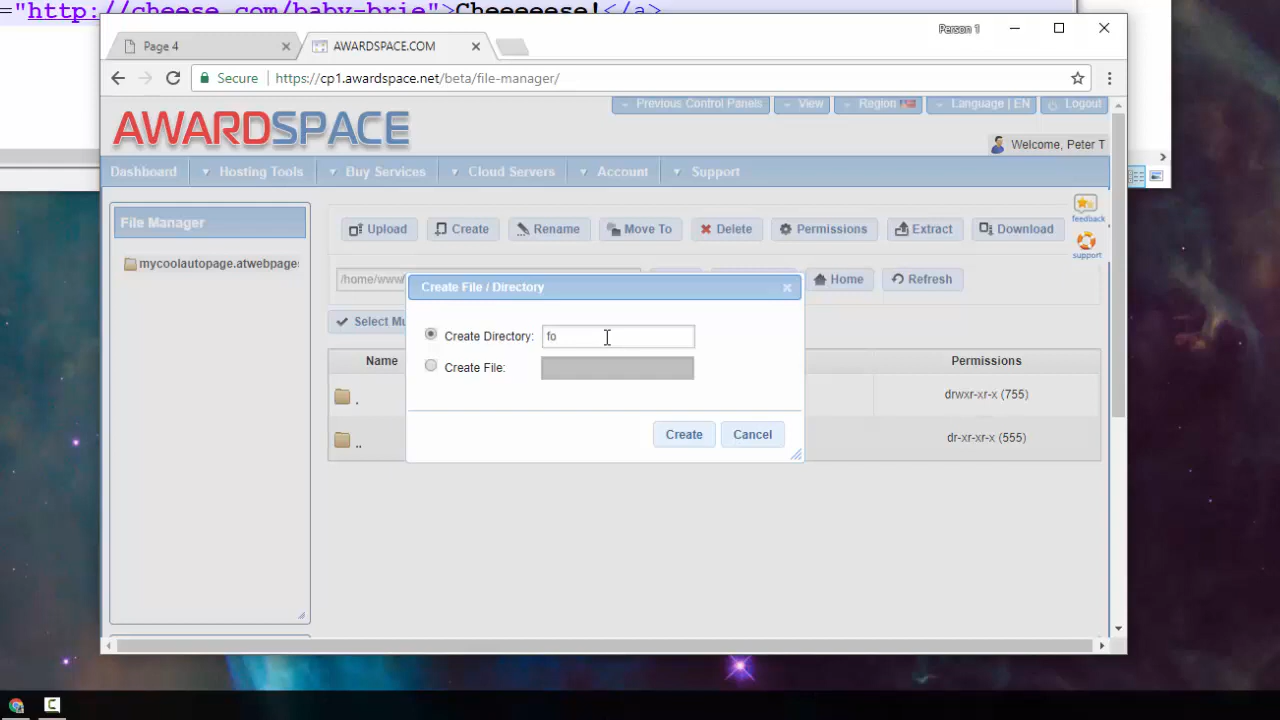 ="http://cheese.com/baby-brie">Cheeeeese!</a>
Person 1
Page 4
AWARDSPACE.COM
Secure
https://cp1.awardspace.net/beta/file-manager/
Previous Control Panels
View
Region
Language | EN
Logout
AWARDSPACE
Welcome, Peter T
Dashboard
Hosting Tools
Buy Services
Cloud Servers
Account
Support
File Manager
mycoolautopage.atwebpage
Upload
Create
Rename
Move To
Delete
Permissions
Extract
Download
feedback
support
/home/www/
Home
Refresh
Create File / Directory
Select Mu
Create Directory:
fo
Create File:
Name
Permissions
.
drwxr-xr-x (755)
..
dr-xr-xr-x (555)
Create
Cancel